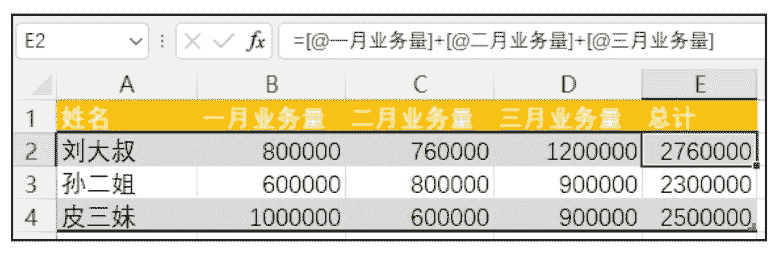 E2 fx =[@一月业务量]+[@二月业务量]+[@三月业务量]
A B C D E
1 姓名 一月业务量 二月业务量 三月业务量 总计
2 刘大叔 800000 760000 1200000 2760000
3 孙二姐 600000 800000 900000 2300000
4 皮三妹 1000000 600000 900000 2500000